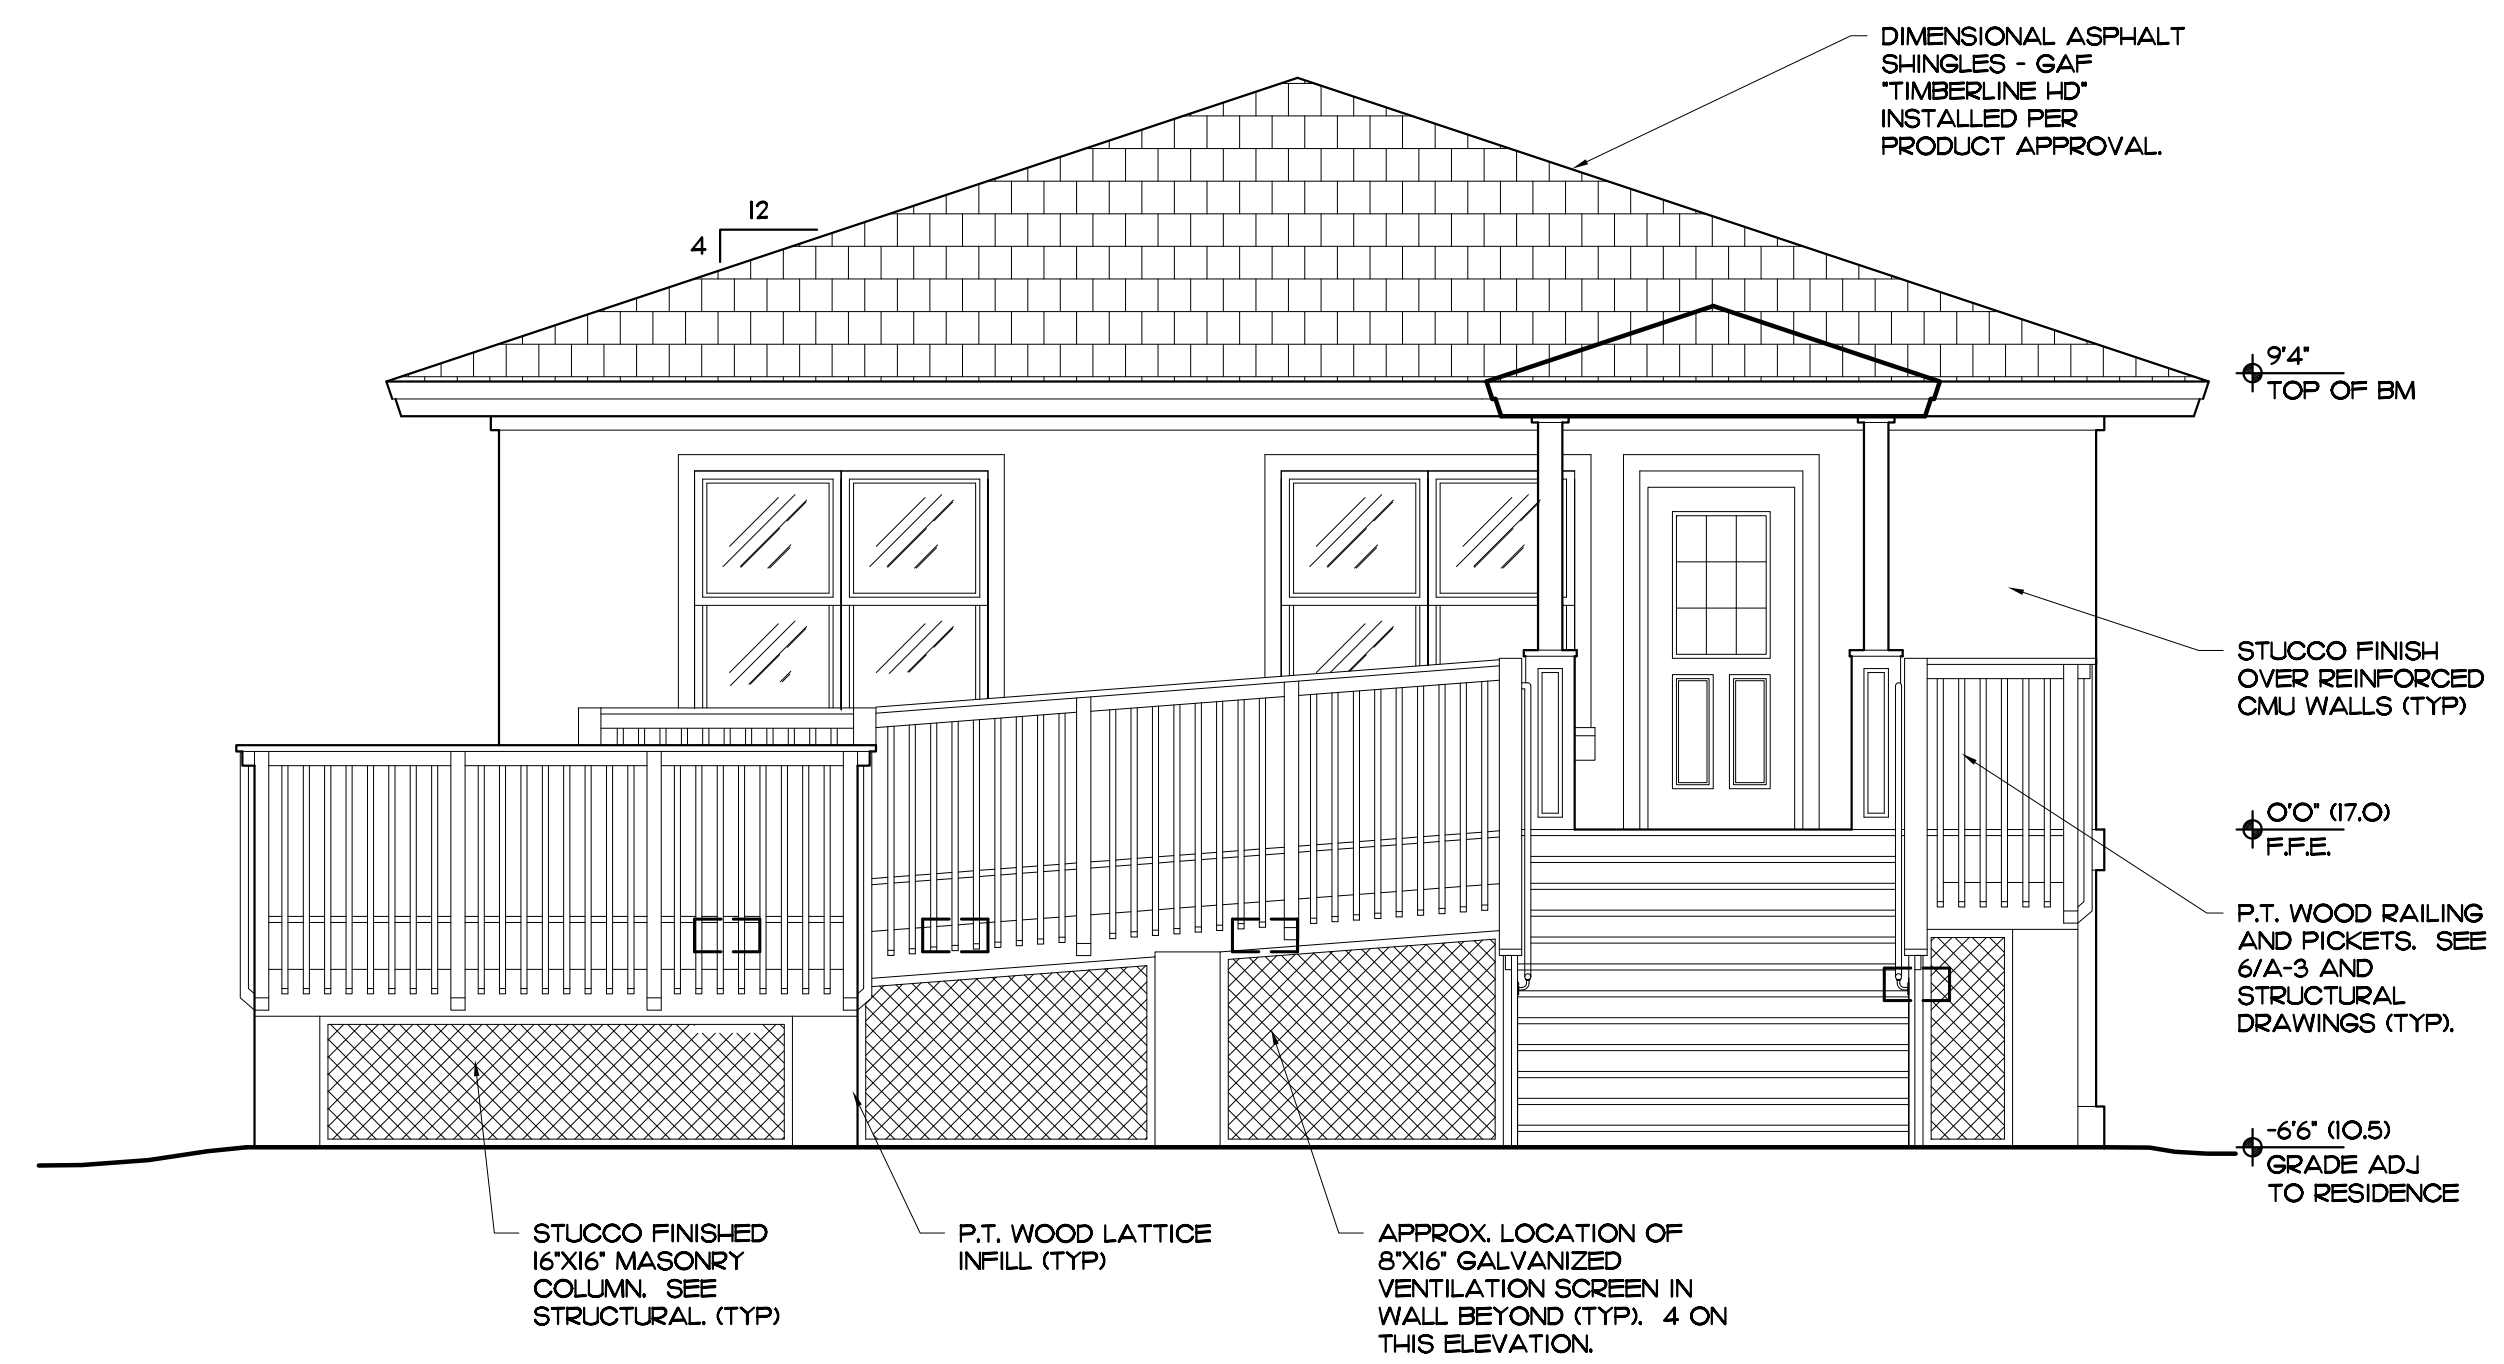 DIMENSIONAL ASPHALT
SHINGLES - GAF
"TIMBERLINE HD"
INSTALLED PER
PRODUCT APPROVAL.
12
4
9'4"
TOP OF BM
STUCCO FINISH
OVER REINFORCED
CMU WALLS (TYP)
0'0" (17.0)
F.F.E.
P.T. WOOD RAILING
AND PICKETS. SEE
6/A-3 AND
STRUCTURAL
DRAWINGS (TYP).
-6'6" (10.5)
GRADE ADJ
TO RESIDENCE
STUCCO FINISHED
16"X16" MASONRY
COLUMN. SEE
STRUCTURAL. (TYP)
P.T. WOOD LATTICE
INFILL (TYP)
APPROX. LOCATION OF
8"X16" GALVANIZED
VENTILATION SCREEN IN
WALL BEYOND (TYP). 4 ON
THIS ELEVATION.